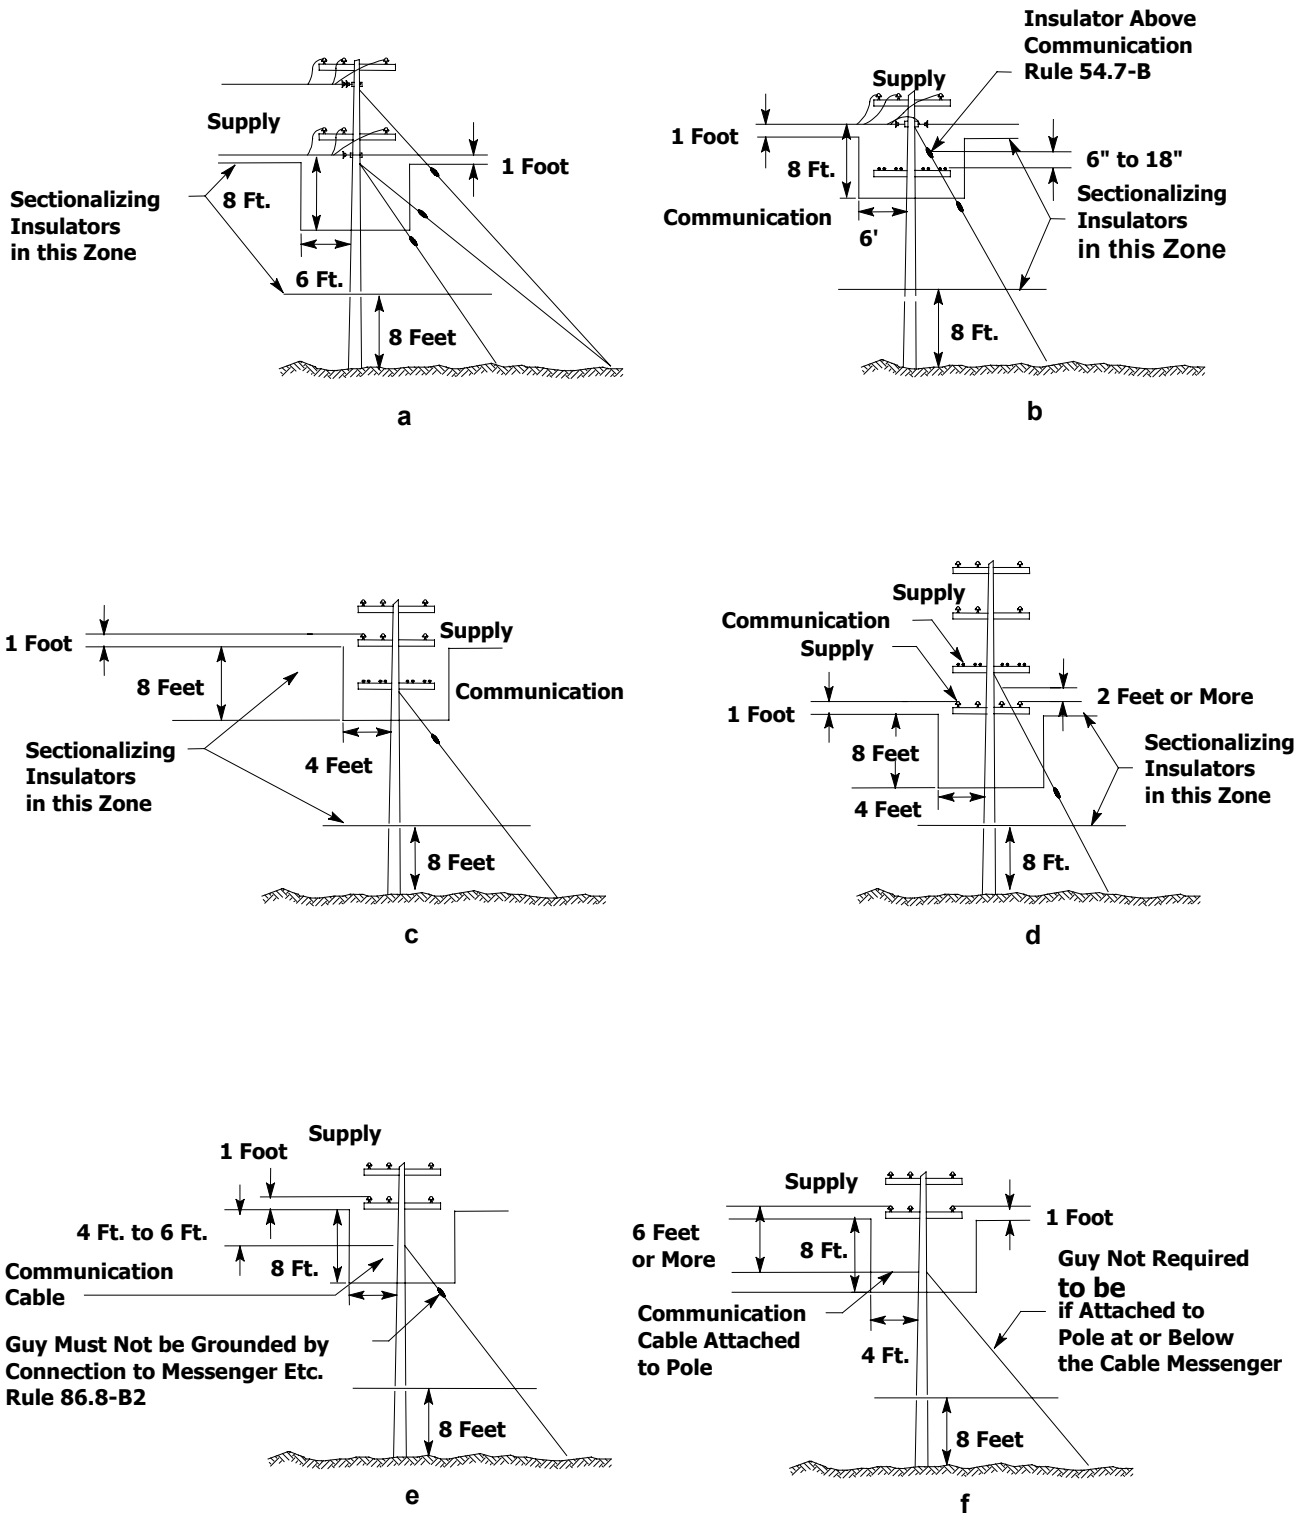 Supply
1 Foot
Sectionalizing
Insulators
in this Zone
8 Ft.
6 Ft.
8 Feet
a
Insulator Above
Communication
Rule 54.7-B
Supply
1 Foot
8 Ft.
6" to 18"
Communication
6'
Sectionalizing
Insulators
in this Zone
8 Ft.
b
1 Foot
Supply
8 Feet
Communication
Sectionalizing
Insulators
in this Zone
4 Feet
8 Feet
c
Supply
Communication
Supply
1 Foot
2 Feet or More
8 Feet
Sectionalizing
Insulators
in this Zone
4 Feet
8 Ft.
d
Supply
1 Foot
4 Ft. to 6 Ft.
8 Ft.
Communication
Cable
Guy Must Not be Grounded by
Connection to Messenger Etc.
Rule 86.8-B2
8 Feet
e
Supply
6 Feet
or More
8 Ft.
1 Foot
Communication
Cable Attached
to Pole
4 Ft.
Guy Not Required
to be
if Attached to
Pole at or Below
the Cable Messenger
8 Feet
f